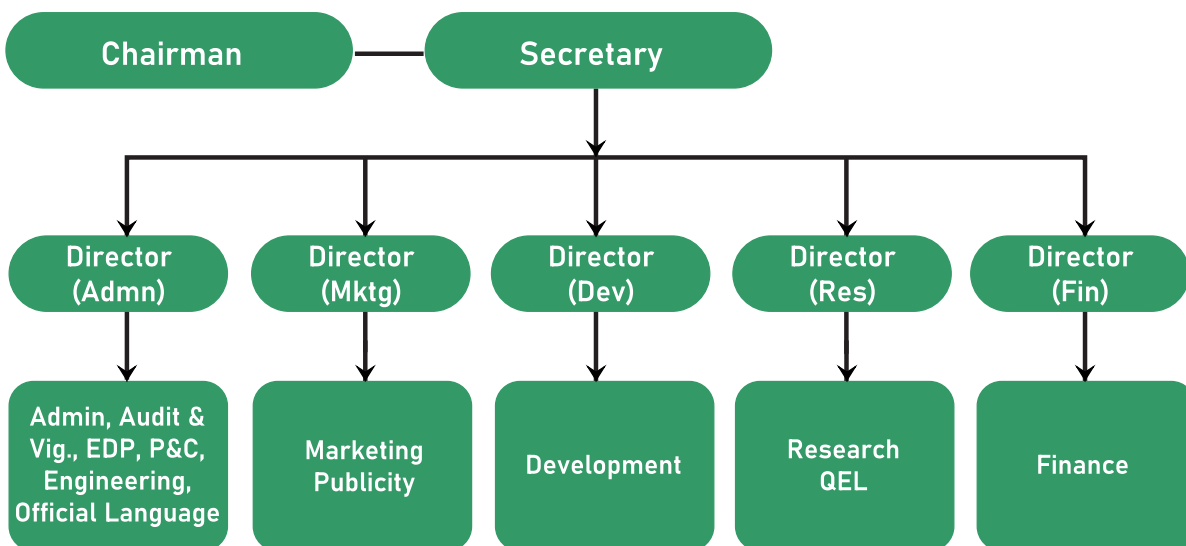 Chairman
Secretary
Director
(Admn)
Director
(Mktg)
Director
(Dev)
Director
(Res)
Director
(Fin)
Admin, Audit &
Vig., EDP, P&C,
Engineering,
Official Language
Marketing
Publicity
Development
Research
QEL
Finance